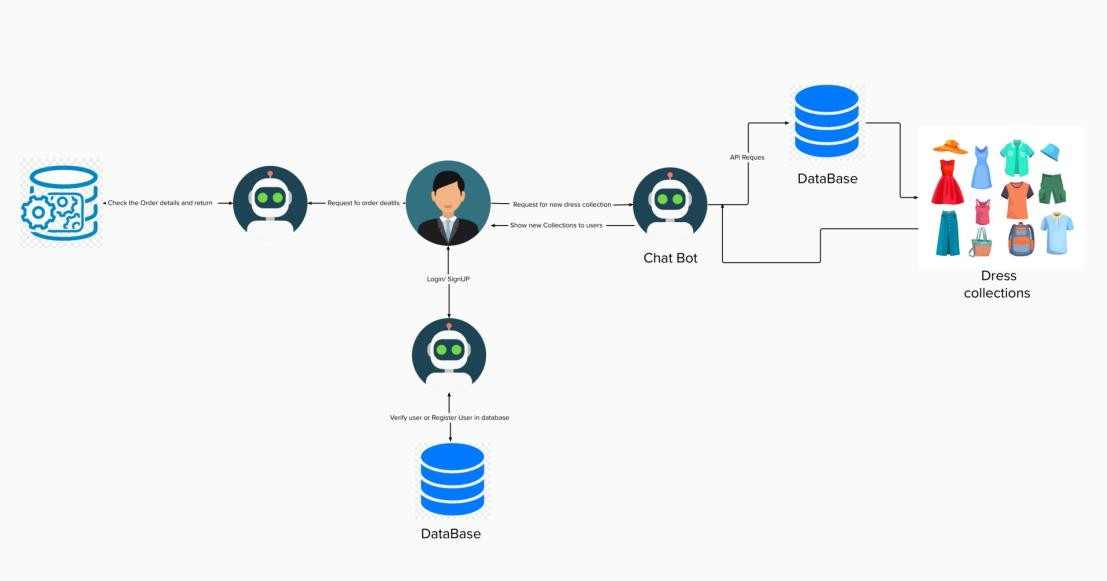 API Reques
DataBase
Check the Order details and return
Request fo order deatils
Request for new dress collection
Show new Collections to users
Chat Bot
Dress
collections
Login/ SignUP
Verify user or Register User in database
DataBase